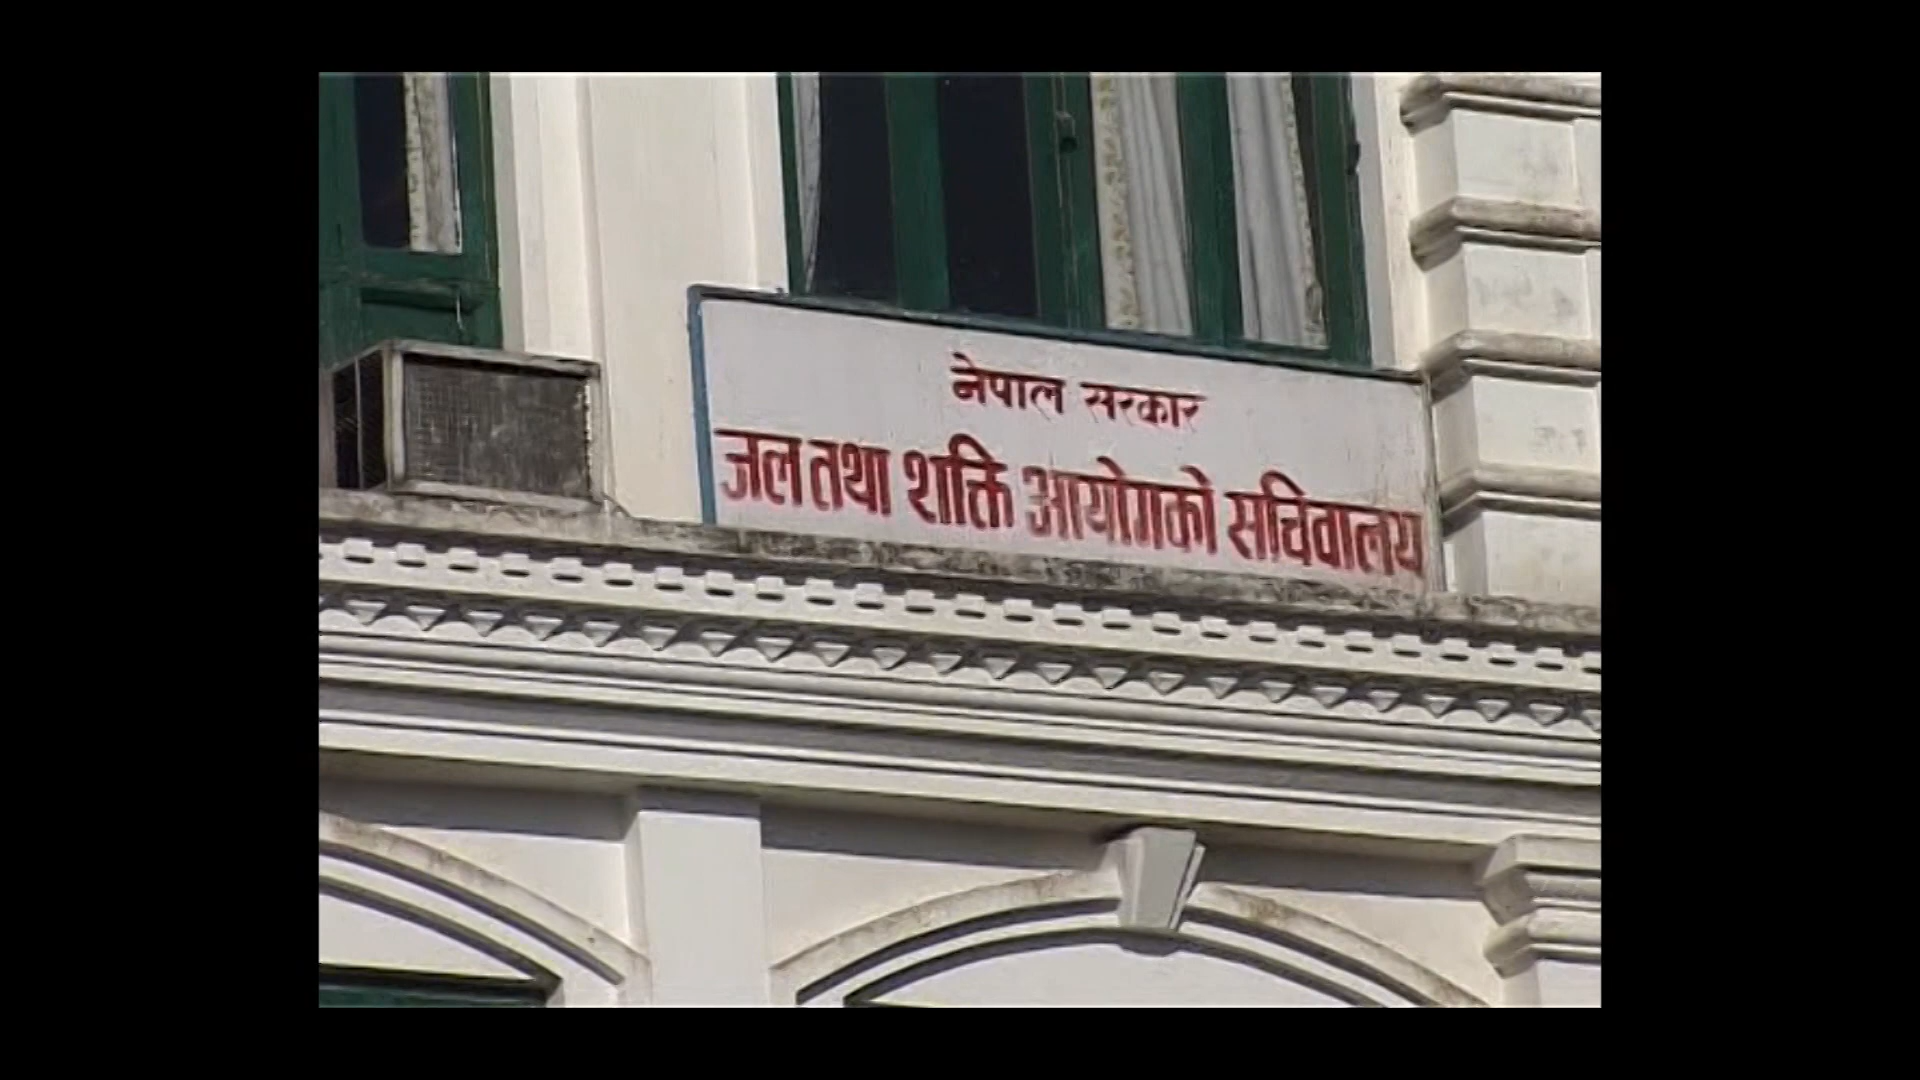 नेपाल सरकार
जल तथा शक्ति आयोगको सचिवालय